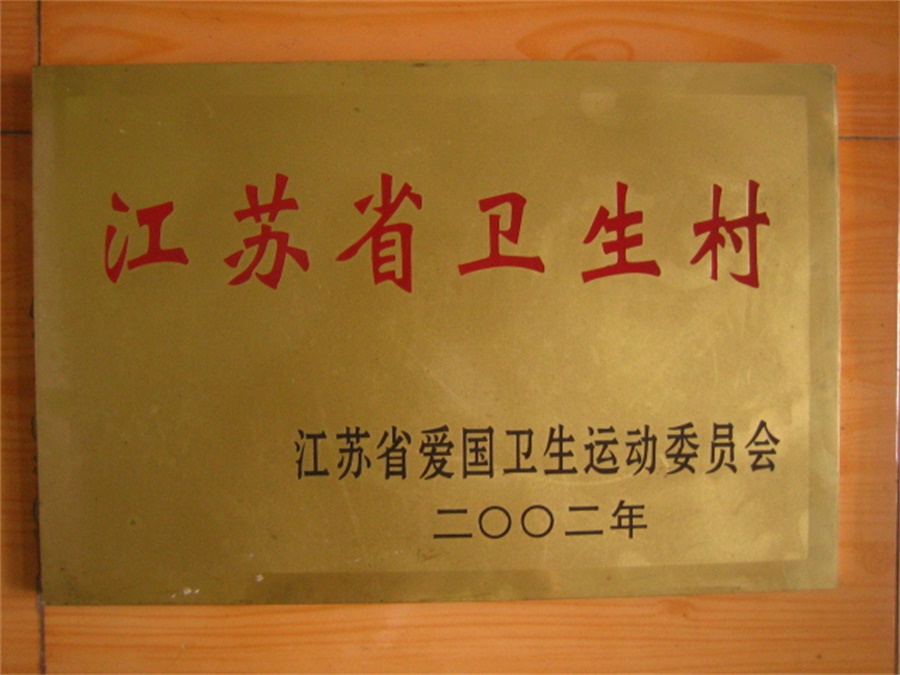 江苏省卫生村
江苏省爱国卫生运动委员会
二〇〇二年